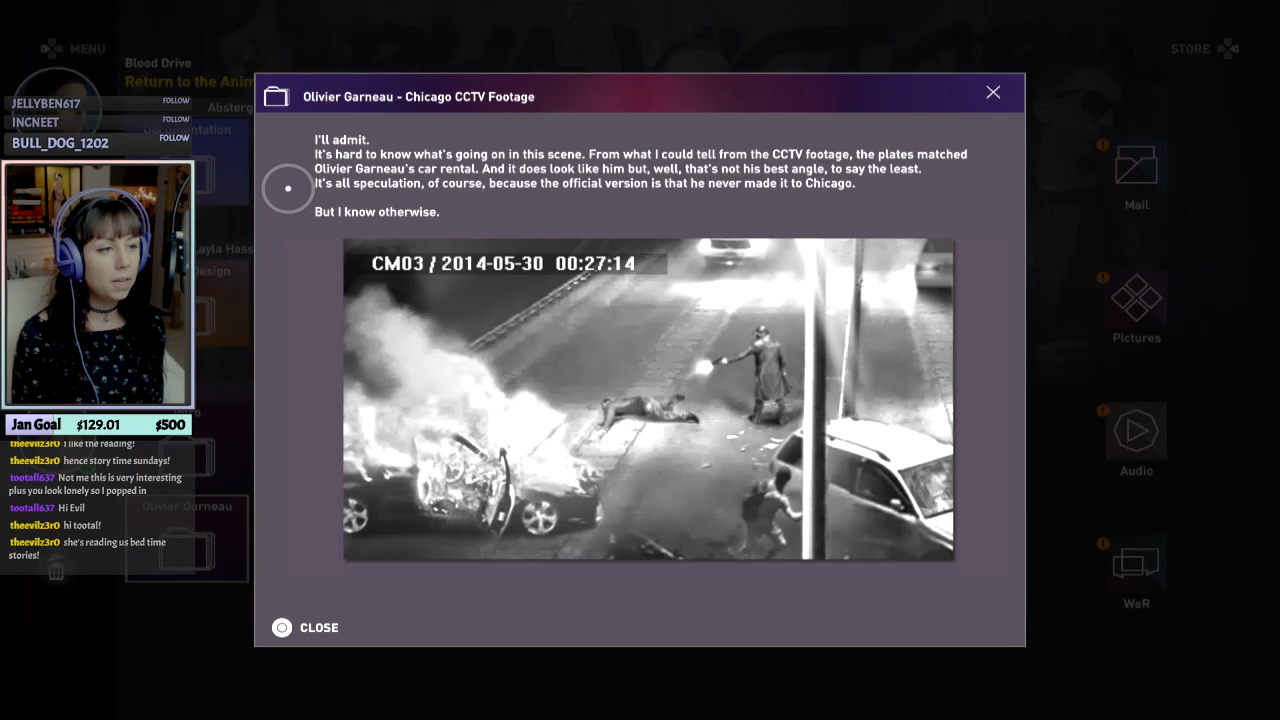 MENU
STORE
Blood Drive
Return to the Anim
Absterg
JELLYBEN617 FOLLOW
INCNEET FOLLOW
BULL_DOG_1202 FOLLOW
Olivier Garneau - Chicago CCTV Footage
I'll admit.
It's hard to know what's going on in this scene. From what I could tell from the CCTV footage, the plates matched
Olivier Garneau's car rental. And it does look like him but, well, that's not his best angle, to say the least.
It's all speculation, of course, because the official version is that he never made it to Chicago.
But I know otherwise.
CM03 / 2014-05-30 00:27:14
ayla Hass
Design
Jan Goal $129.01 $500
theevilz3r0 I like the reading!
theevilz3r0 hence story time sundays!
tootall637 Not me this is very interesting
plus you look lonely so I popped in
tootall637 Hi Evil
theevilz3r0 hi tootal!
theevilz3r0 she's reading us bed time
stories!
Olivier Garneau
CLOSE
Mail
Pictures
Audio
WeR